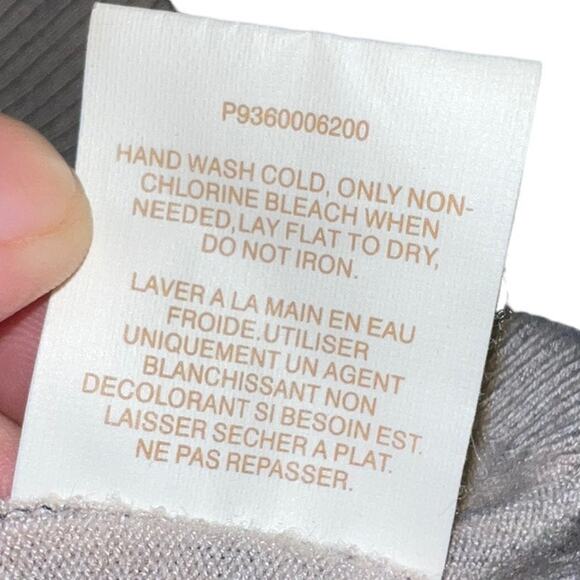 P9360006200
HAND WASH COLD, ONLY NON-
CHLORINE BLEACH WHEN
NEEDED,LAY FLAT TO DRY,
DO NOT IRON.
LAVER A LA MAIN EN EAU
FROIDE.UTILISER
UNIQUEMENT UN AGENT
BLANCHISSANT NON
DECOLORANT SI BESOIN EST.
LAISSER SECHER A PLAT.
NE PAS REPASSER.